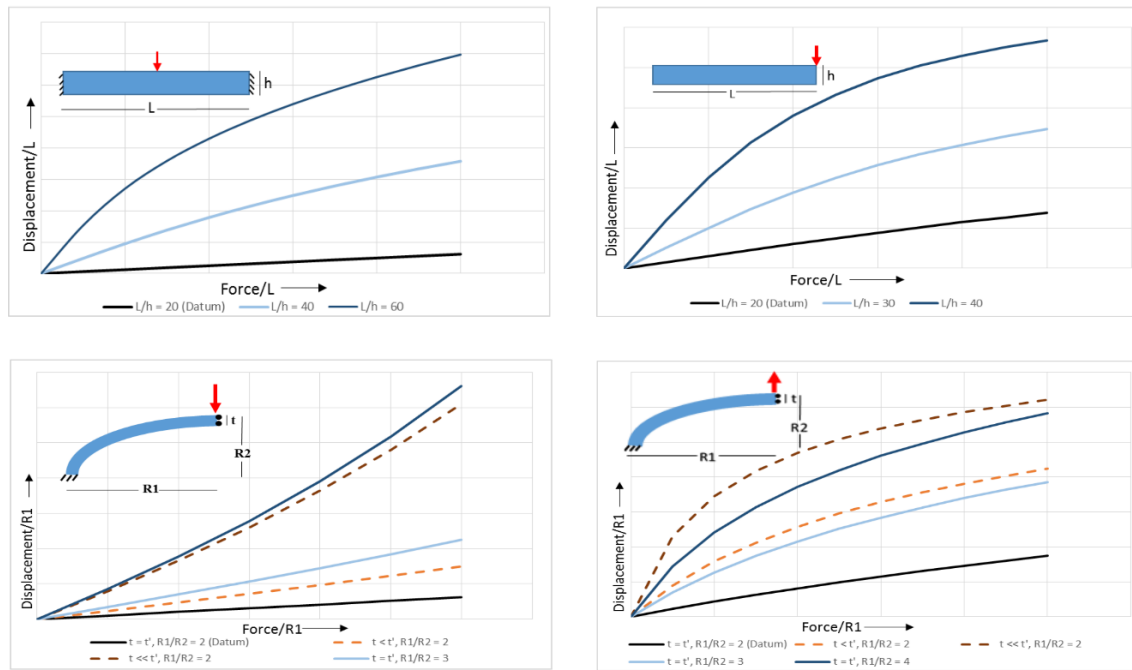 h
L
Displacement/L
Force/L
L/h = 20 (Datum) L/h = 40 L/h = 60
h
L
Displacement/L
Force/L
L/h = 20 (Datum) L/h = 30 L/h = 40
t
R2
R1
Displacement/R1
Force/R1
t = t', R1/R2 = 2 (Datum) t < t', R1/R2 = 2
t << t', R1/R2 = 2 t = t', R1/R2 = 3
t
R2
R1
Displacement/R1
Force/R1
t = t', R1/R2 = 2 (Datum) t < t', R1/R2 = 2 t << t', R1/R2 = 2
t = t', R1/R2 = 3 t = t', R1/R2 = 4